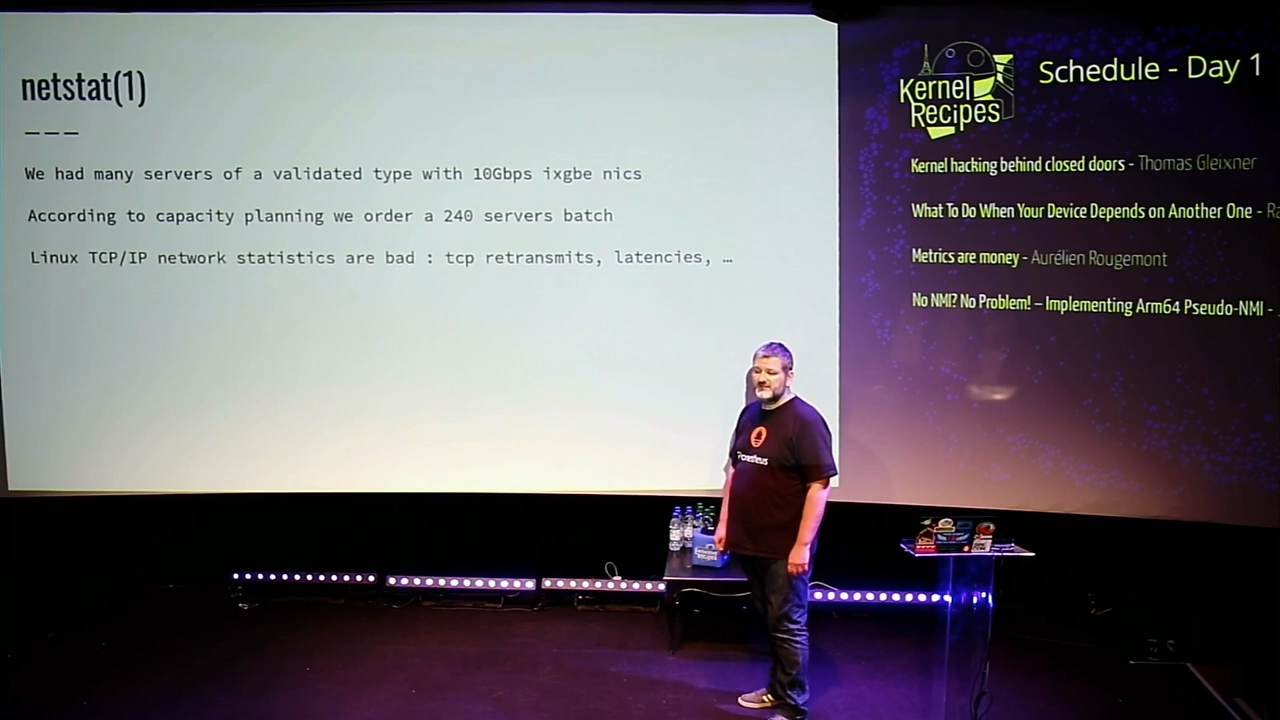 netstat(1)
———
We had many servers of a validated type with 10Gbps ixgbe nics
According to capacity planning we order a 240 servers batch
Linux TCP/IP network statistics are bad : tcp retransmits, latencies, …
Kernel
Recipes
Schedule - Day 1
Kernel hacking behind closed doors - Thomas Gleixner
What To Do When Your Device Depends on Another One - Ra
Metrics are money - Aurélien Rougemont
No NMI? No Problem! – Implementing Arm64 Pseudo-NMI -
Prometheus